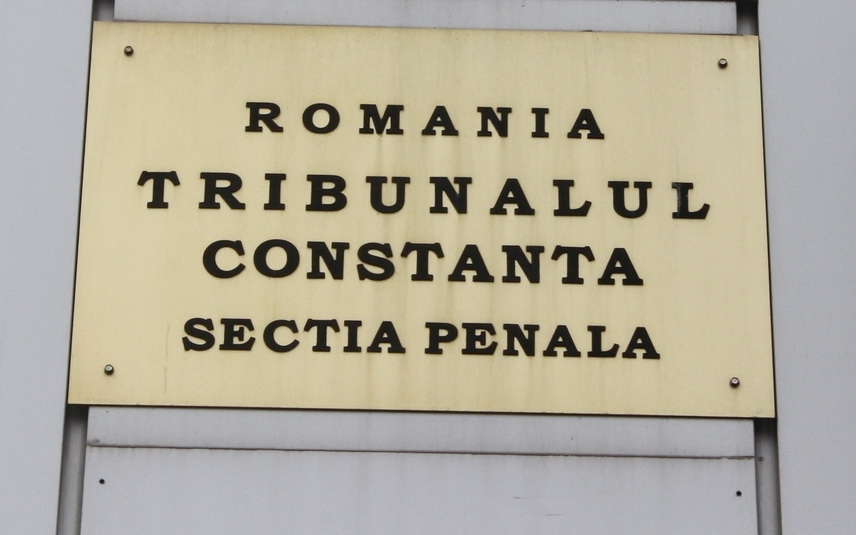 ROMANIA
TRIBUNALUL
CONSTANTA
SECTIA PENALA